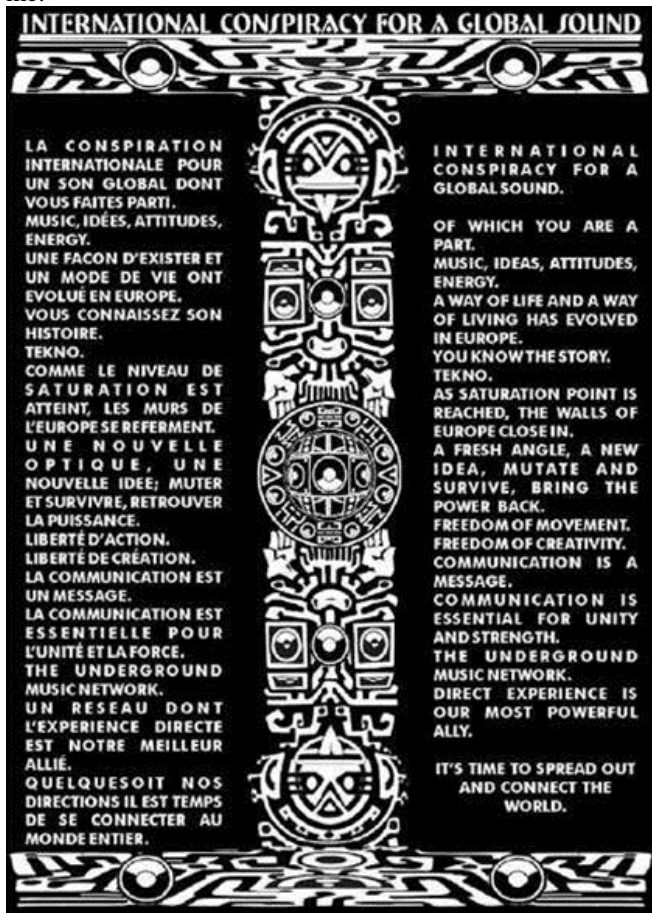 INTERNATIONAL CONSPIRACY FOR A GLOBAL SOUND
LA CONSPIRATION
INTERNATIONALE POUR
UN SON GLOBAL DONT
VOUS FAITES PARTI.
MUSIC, IDÉES, ATTITUDES,
ENERGY.
UNE FACON D'EXISTER ET
UN MODE DE VIE ONT
EVOLUÉ EN EUROPE.
VOUS CONNAISSEZ SON
HISTOIRE.
TEKNO.
COMME LE NIVEAU DE
SATURATION EST
ATTEINT, LES MURS DE
L'EUROPE SE REFERMENT.
UNE NOUVELLE
OPTIQUE, UNE
NOUVELLE IDEE; MUTER
ET SURVIVRE, RETROUVER
LA PUISSANCE.
LIBERTÉ D'ACTION.
LIBERTÉ DE CRÉATION.
LA COMMUNICATION EST
UN MESSAGE.
LA COMMUNICATION EST
ESSENTIELLE POUR
L'UNITÉ ET LA FORCE.
THE UNDERGROUND
MUSIC NETWORK.
UN RESEAU DONT
L'EXPERIENCE DIRECTE
EST NOTRE MEILLEUR
ALLIÉ.
QUELQUESOIT NOS
DIRECTIONS IL EST TEMPS
DE SE CONNECTER AU
MONDE ENTIER.
INTERNATIONAL
CONSPIRACY FOR A
GLOBAL SOUND.
OF WHICH YOU ARE A
PART.
MUSIC, IDEAS, ATTITUDES,
ENERGY.
A WAY OF LIFE AND A WAY
OF LIVING HAS EVOLVED
IN EUROPE.
YOU KNOW THE STORY.
TEKNO.
AS SATURATION POINT IS
REACHED, THE WALLS OF
EUROPE CLOSE IN.
A FRESH ANGLE, A NEW
IDEA, MUTATE AND
SURVIVE, BRING THE
POWER BACK.
FREEDOM OF MOVEMENT.
FREEDOM OF CREATIVITY.
COMMUNICATION IS A
MESSAGE.
COMMUNICATION IS
ESSENTIAL FOR UNITY
AND STRENGTH.
THE UNDERGROUND
MUSIC NETWORK.
DIRECT EXPERIENCE IS
OUR MOST POWERFUL
ALLY.
IT'S TIME TO SPREAD OUT
AND CONNECT THE
WORLD.